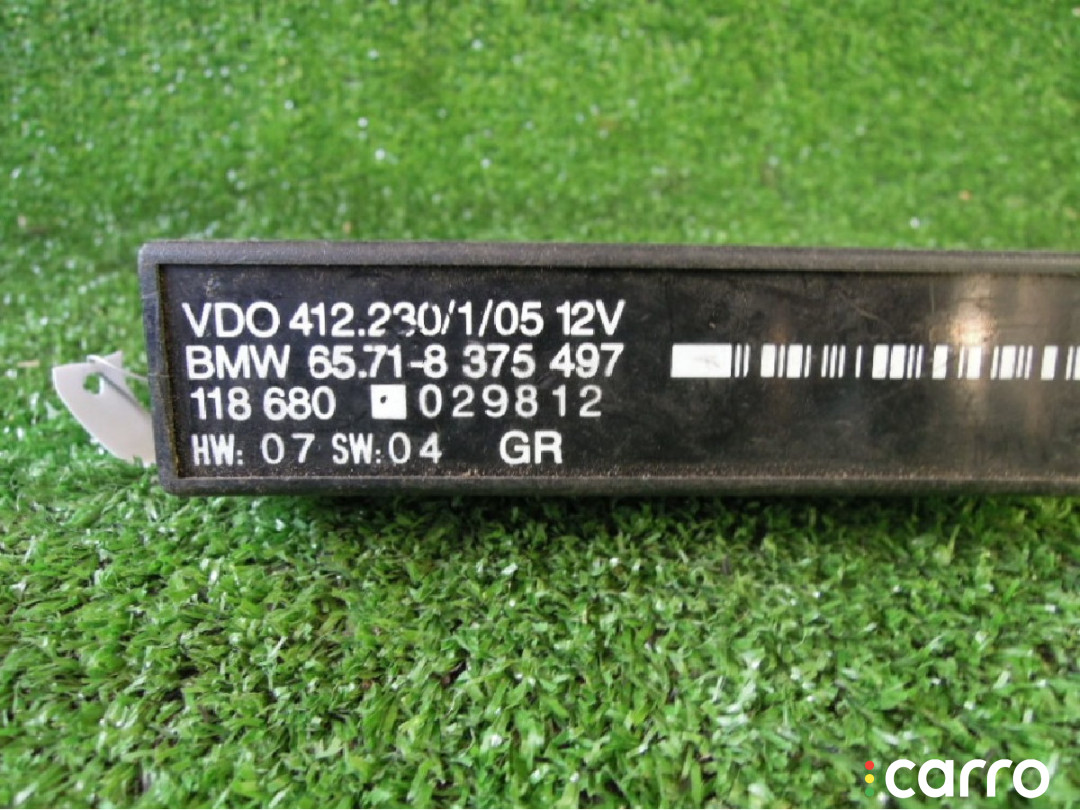 VDO 412.230/1/05 12V
BMW 65.71-8 375 497
118 680 029812
HW: 07 SW:04 GR
carro